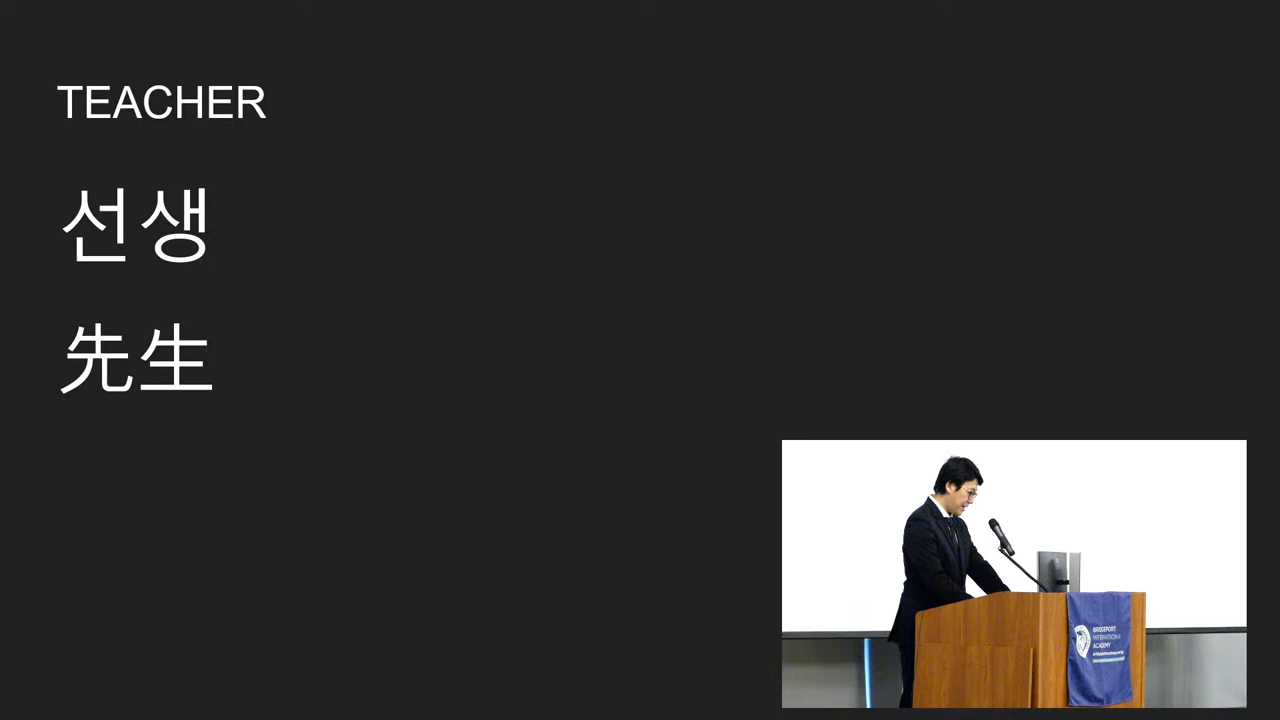 TEACHER
선생
先生
BRIDGEPORT
INTERNATIONAL
ACADEMY